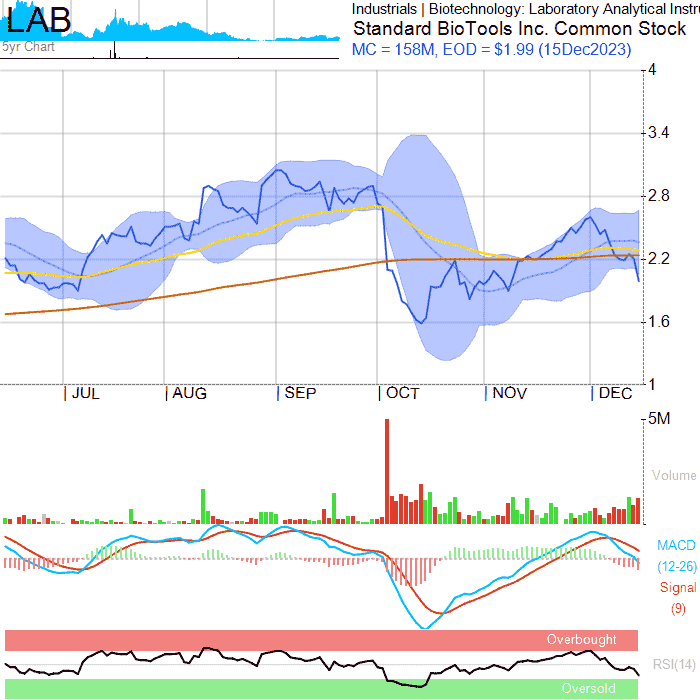 LAB
5yr Chart
Industrials | Biotechnology: Laboratory Analytical Instru
Standard BioTools Inc. Common Stock
MC = 158M, EOD = $1.99 (15Dec2023)
4
3.4
2.8
2.2
1.6
1
JUL AUG SEP OCT NOV DEC
5M
Volume
MACD
(12-26)
Signal
(9)
Overbought
RSI(14)
Oversold